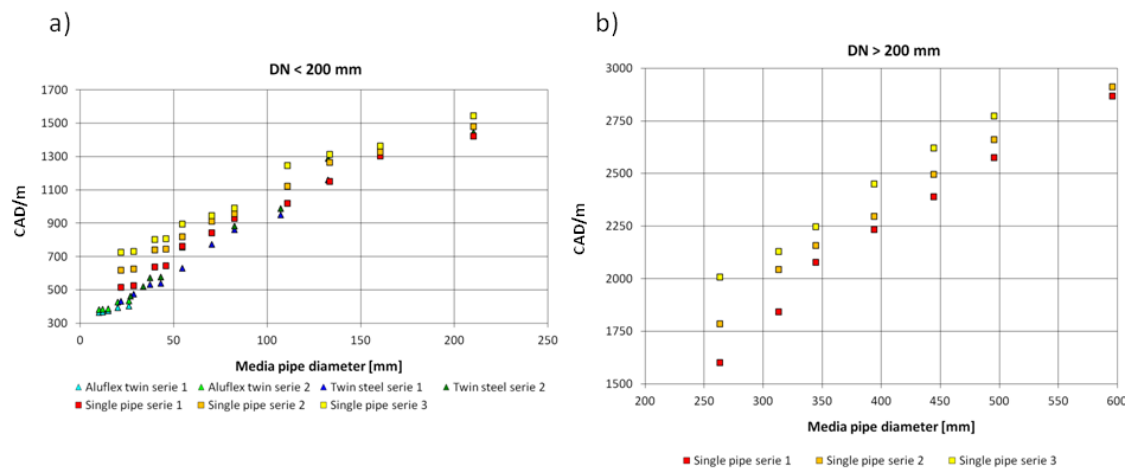 a)
DN < 200 mm
CAD/m
1700
1500
1300
1100
900
700
500
300
0 50 100 150 200 250
Media pipe diameter [mm]
Aluflex twin serie 1 Aluflex twin serie 2 Twin steel serie 1 Twin steel serie 2
Single pipe serie 1 Single pipe serie 2 Single pipe serie 3
b)
DN > 200 mm
CAD/m
3000
2750
2500
2250
2000
1750
1500
200 250 300 350 400 450 500 550 600
Media pipe diameter [mm]
Single pipe serie 1 Single pipe serie 2 Single pipe serie 3